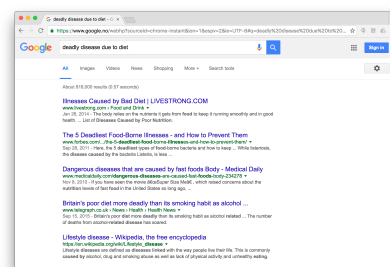 deadly disease due to diet - G
https://www.google.no/webhp?sourceid=chrome-instant&ion=1&espv=2&ie=UTF-8#q=deadly%20disease%20due%20to%20...
Google deadly disease due to diet Sign in
All Images Videos News Shopping More Search tools
About 818,000 results (0.57 seconds)
Illnesses Caused by Bad Diet | LIVESTRONG.COM
www.livestrong.com › Food and Drink
Jan 28, 2014 - The body relies on the nutrients it gets from food to keep it running smoothly and in good
health. ... List of Diseases Caused by Poor Nutrition.
The 5 Deadliest Food-Borne Illnesses - and How to Prevent Them
www.forbes.com/.../the-5-deadliest-food-borne-illnesses-and-how-to-prevent-them/
Sep 28, 2011 - Here, the 5 deadliest types of food-borne bacteria and how to keep ... While listeriosis,
the disease caused by the bacteria Listeria, is less ...
Dangerous diseases that are caused by fast foods Body - Medical Daily
www.medicaldaily.com/dangerous-diseases-are-caused-fast-foods-body-234278
Nov 8, 2010 - If you have seen the movie â€œSuper Size Meâ€, which raised concerns about the
nutrition levels of fast food in the United States so long ago, ...
Britain's poor diet more deadly than its smoking habit as alcohol ...
www.telegraph.co.uk › News › Health › Health News
Sep 15, 2015 - Britain's poor diet more deadly than its smoking habit as alcohol related ... The number
of deaths from alcohol-related disease has soared.
Lifestyle disease - Wikipedia, the free encyclopedia
https://en.wikipedia.org/wiki/Lifestyle_disease
Lifestyle diseases are defined as diseases linked with the way people live their life. This is commonly
caused by alcohol, drug and smoking abuse as well as lack of physical activity and unhealthy eating.